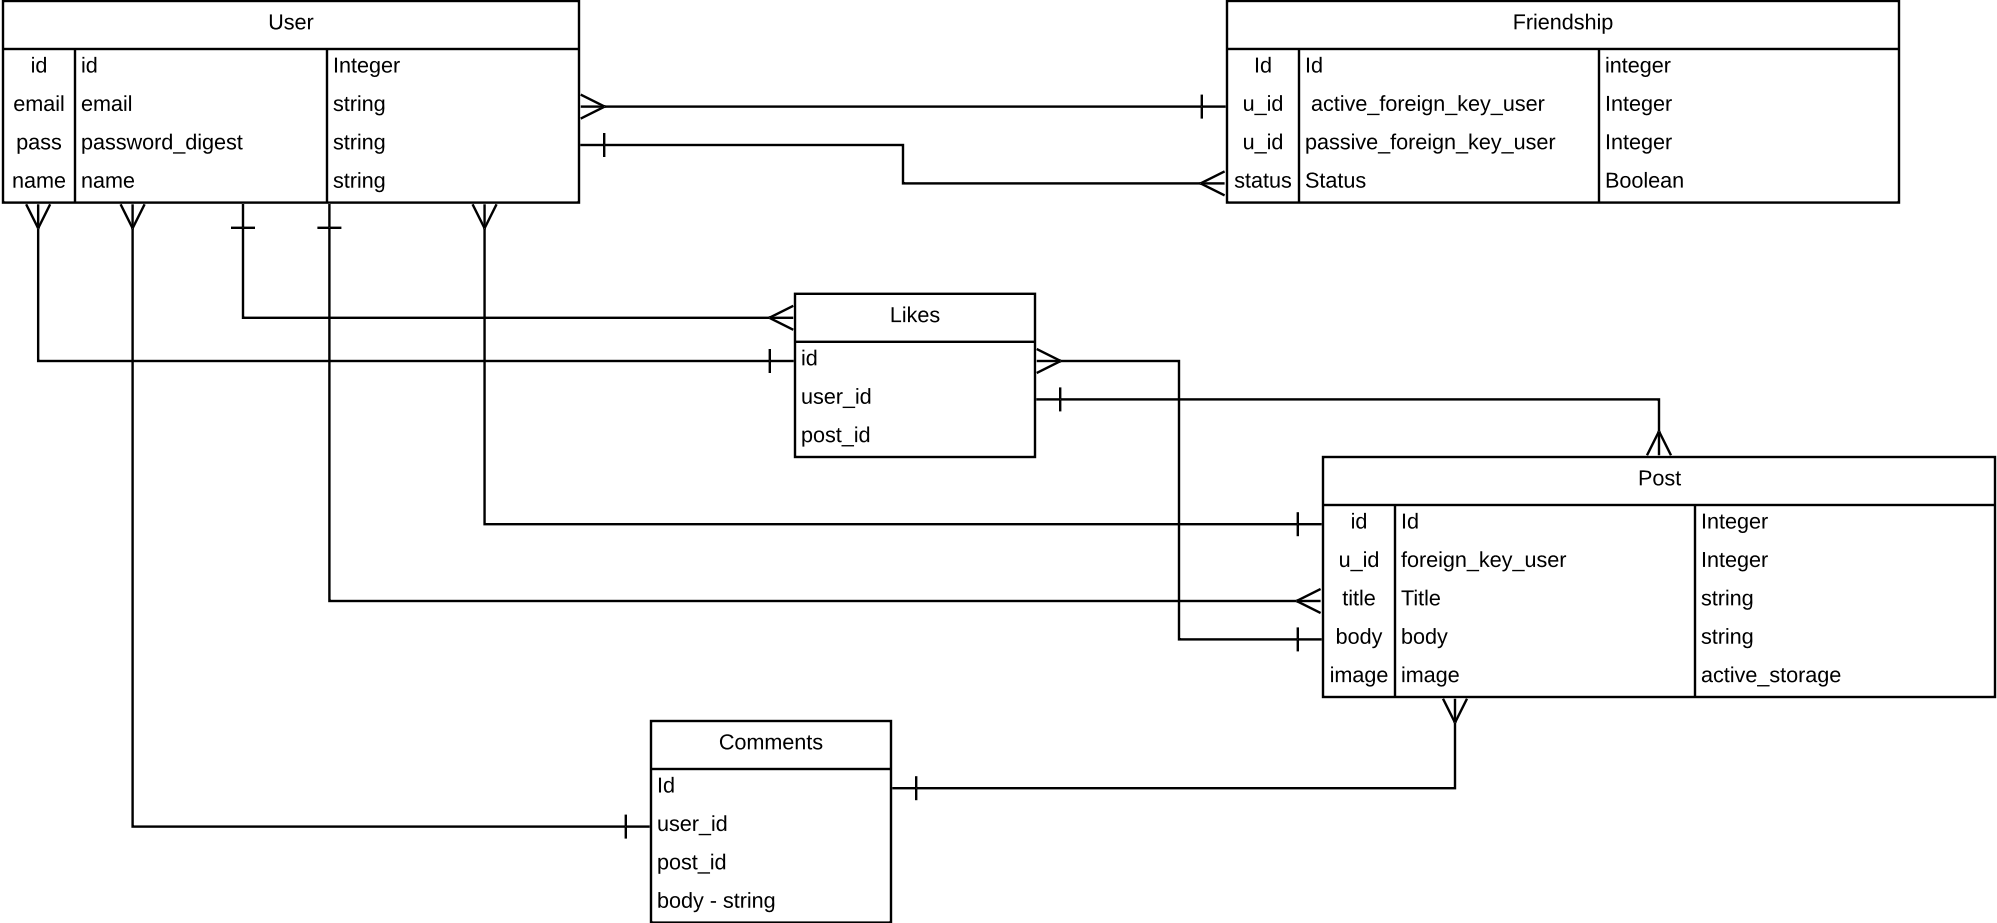 User
id id Integer
email email string
pass password_digest string
name name string
Friendship
Id Id integer
u_id active_foreign_key_user Integer
u_id passive_foreign_key_user Integer
status Status Boolean
Likes
id
user_id
post_id
Post
id Id Integer
u_id foreign_key_user Integer
title Title string
body body string
image image active_storage
Comments
Id
user_id
post_id
body - string